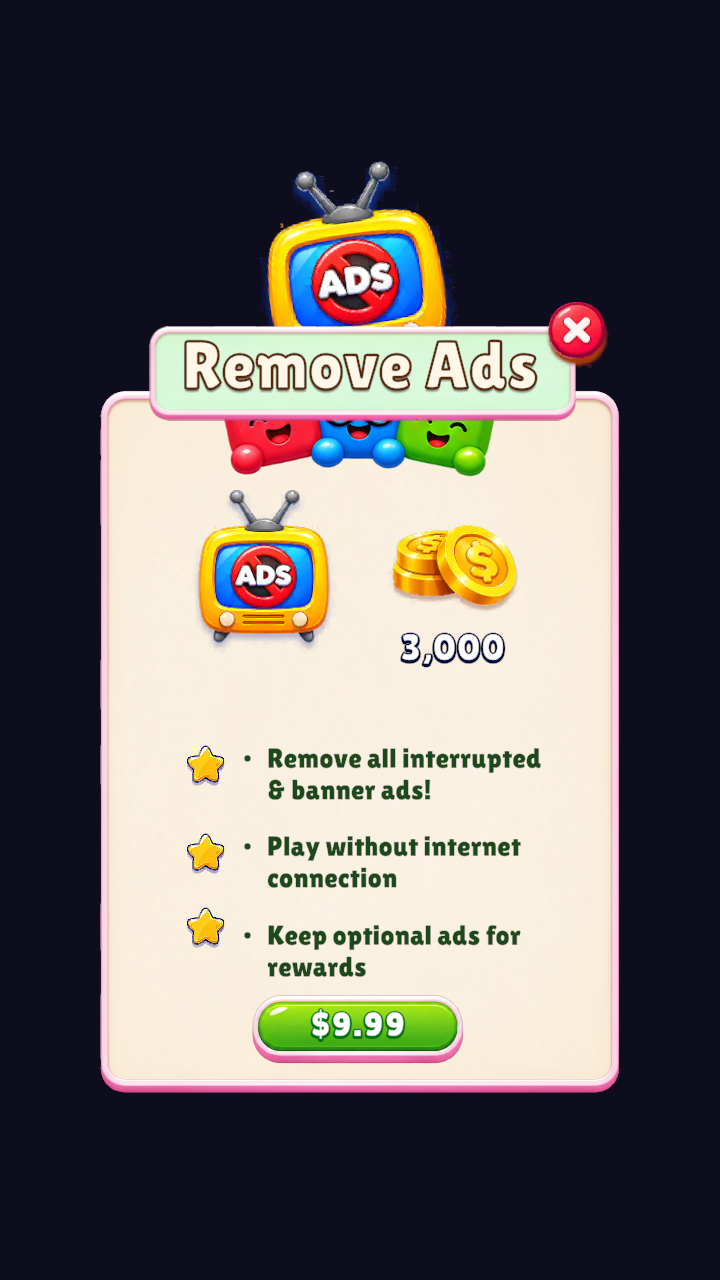 ADS
Remove Ads
ADS
3,000
• Remove all interrupted
& banner ads!
• Play without internet
connection
• Keep optional ads for
rewards
$9.99